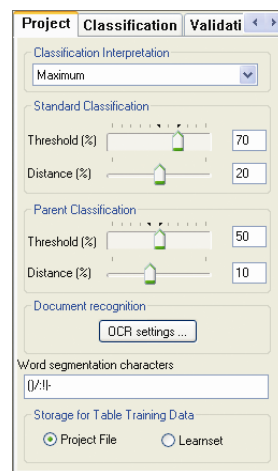 Project Classification Validati
Classification Interpretation
Maximum
Standard Classification
Threshold (%) 70
Distance (%) 20
Parent Classification
Threshold (%) 50
Distance (%) 10
Document recognition
OCR settings ...
Word segmentation characters
()/:!|-
Storage for Table Training Data
Project File Learnset